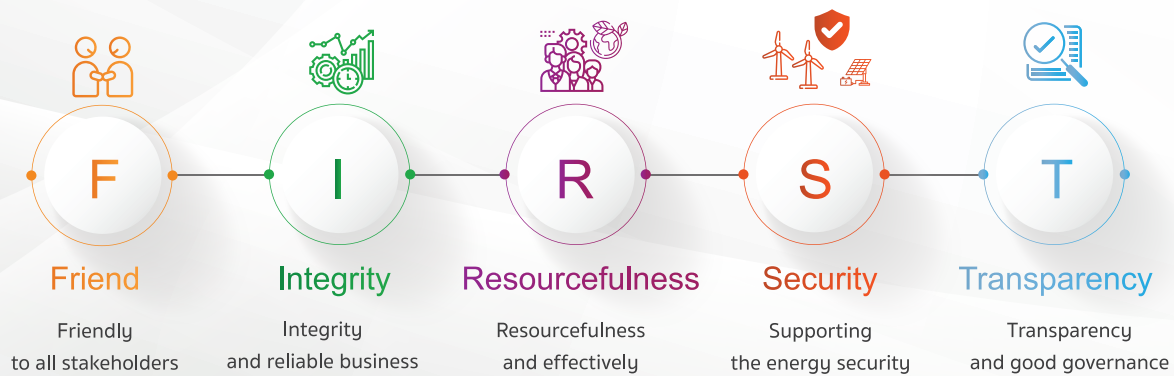 F
I
R
S
T
Friend
Integrity
Resourcefulness
Security
Transparency
Friendly
to all stakeholders
Integrity
and reliable business
Resourcefulness
and effectively
Supporting
the energy security
Transparency
and good governance